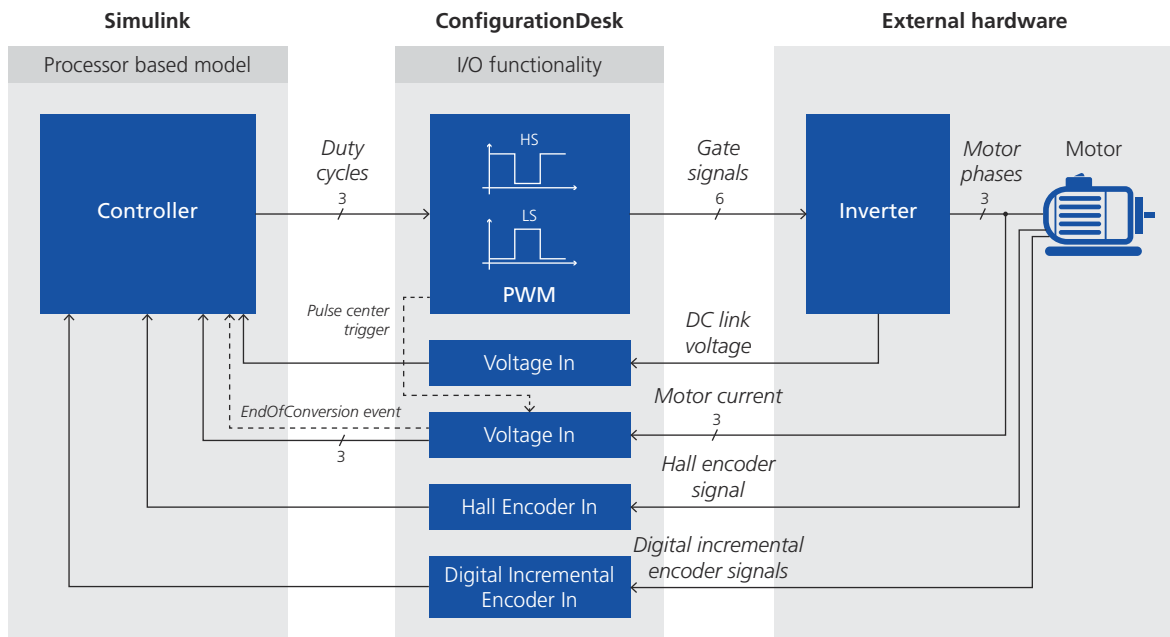 Simulink
ConfigurationDesk
External hardware
Processor based model
I/O functionality
Controller
Duty
cycles
3
HS
LS
PWM
Gate
signals
6
Inverter
Motor
phases
3
Motor
Pulse center
trigger
DC link
voltage
Voltage In
EndOfConversion event
3
Voltage In
Motor current
3
Hall Encoder In
Hall encoder
signal
Digital Incremental
Encoder In
Digital incremental
encoder signals